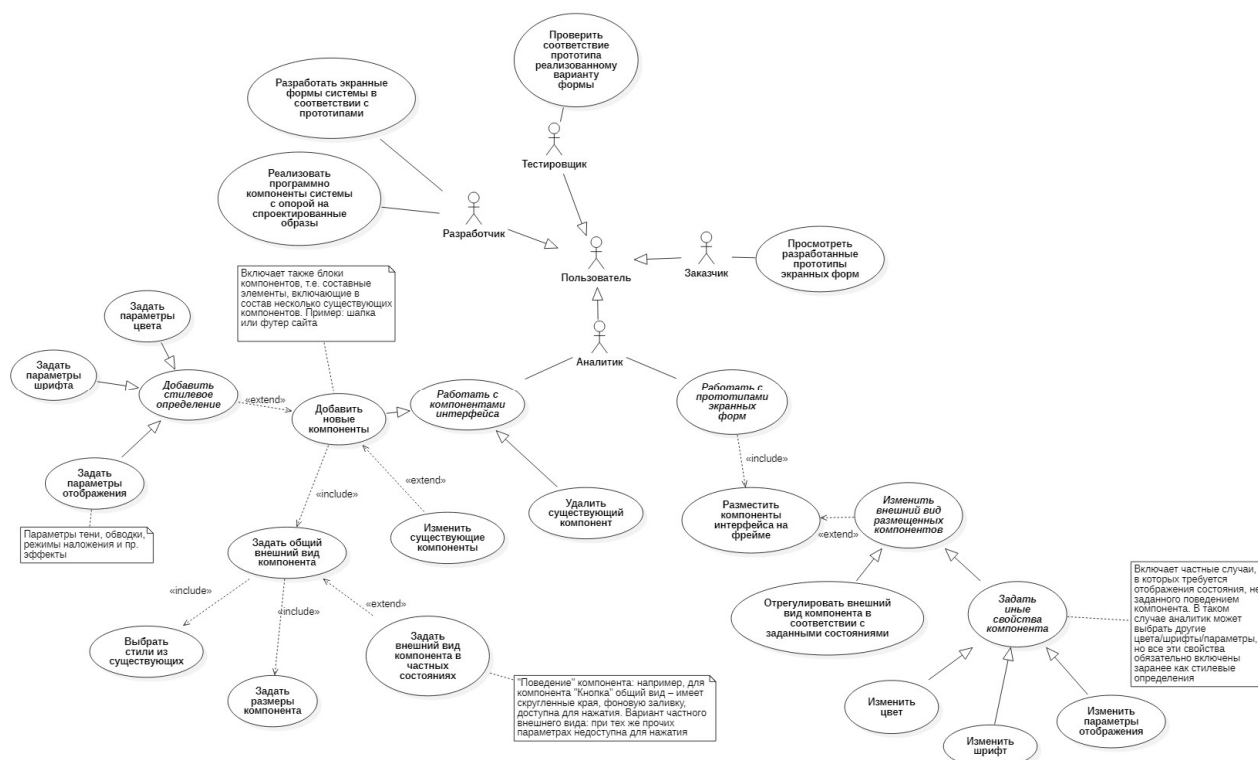 Проверить
соответствие
прототипа
реализованному
варианту
формы
Разработать экранные
формы системы в
соответствии с
прототипами
Тестировщик
Реализовать
программно
компоненты системы
с опорой на
спроектированные
образы
Разработчик
Пользователь
Заказчик
Просмотреть
разработанные
прототипы
экранных форм
Включает также блоки
компонентов, т.е. составные
элементы, включающие в
состав несколько существующих
компонентов. Пример: шапка
или футер сайта
Задать
параметры
цвета
Аналитик
Задать
параметры
шрифта
Добавить
стилевое
определение
«extend»
Добавить
новые
компоненты
Работать с
компонентами
интерфейса
Работать с
прототипами
экранных
форм
«include»
Задать
параметры
отображения
«include»
«extend»
Удалить
существующий
компонент
Разместить
компоненты
интерфейса на
фрейме
«extend»
Изменить
внешний вид
размещенных
компонентов
Параметры тени, обводки,
режимы наложения и пр.
эффекты
Задать общий
внешний вид
компонента
Изменить
существующие
компоненты
«include»
«include»
«extend»
Отрегулировать внешний
вид компонента в
соответствии с
заданными состояниями
Задать
иные
свойства
компонента
Включает частные случаи,
в которых требуется
отображения состояния, не
заданного поведением
компонента. В таком
случае аналитик может
выбрать другие
цвета/шрифты/параметры,
но все эти свойства
обязательно включены
заранее как стилевые
определения
Выбрать
стили из
существующих
Задать
размеры
компонента
Задать
внешний вид
компонента в
частных
состояниях
"Поведение" компонента: например, для
компонента "Кнопка" общий вид – имеет
скругленные края, фоновую заливку,
доступна для нажатия. Вариант частного
внешнего вида: при тех же прочих
параметрах недоступна для нажатия
Изменить
цвет
Изменить
шрифт
Изменить
параметры
отображения